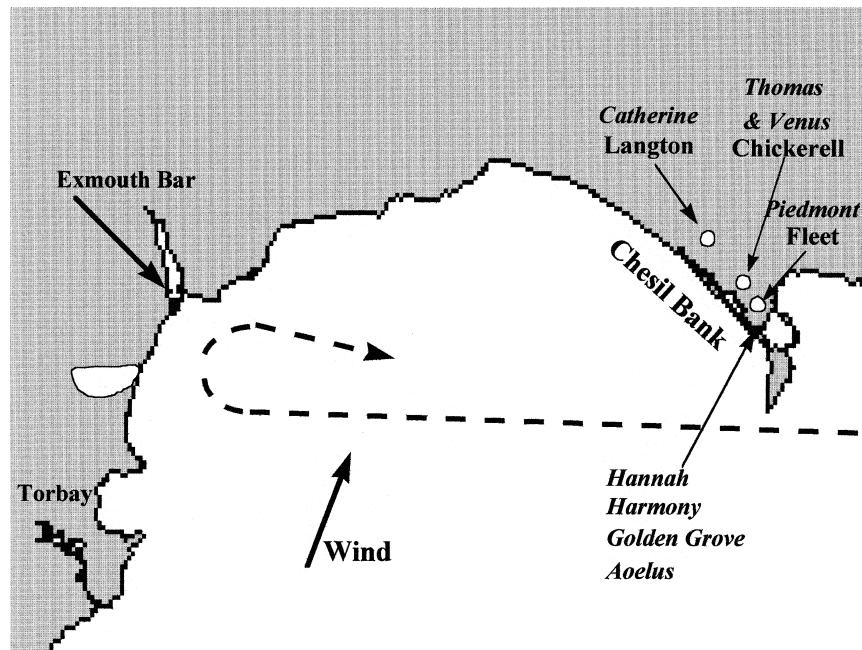 Thomas
& Venus
Chickerell
Catherine
Langton
Exmouth Bar
Piedmont
Fleet
Chesil Bank
Torbay
Wind
Hannah
Harmony
Golden Grove
Aoelus